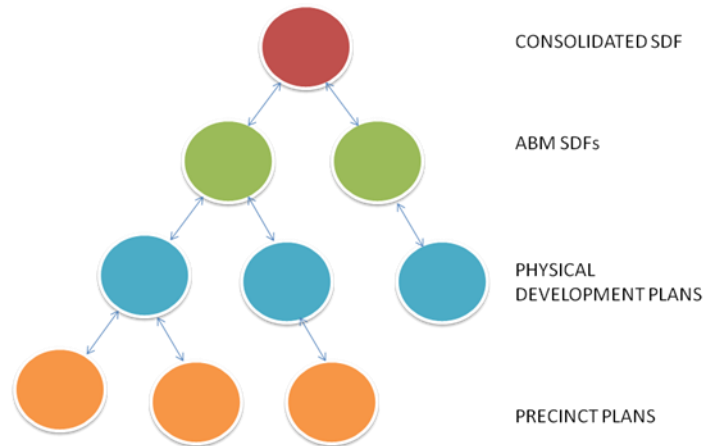 CONSOLIDATED SDF
ABM SDFs
PHYSICAL
DEVELOPMENT PLANS
PRECINCT PLANS